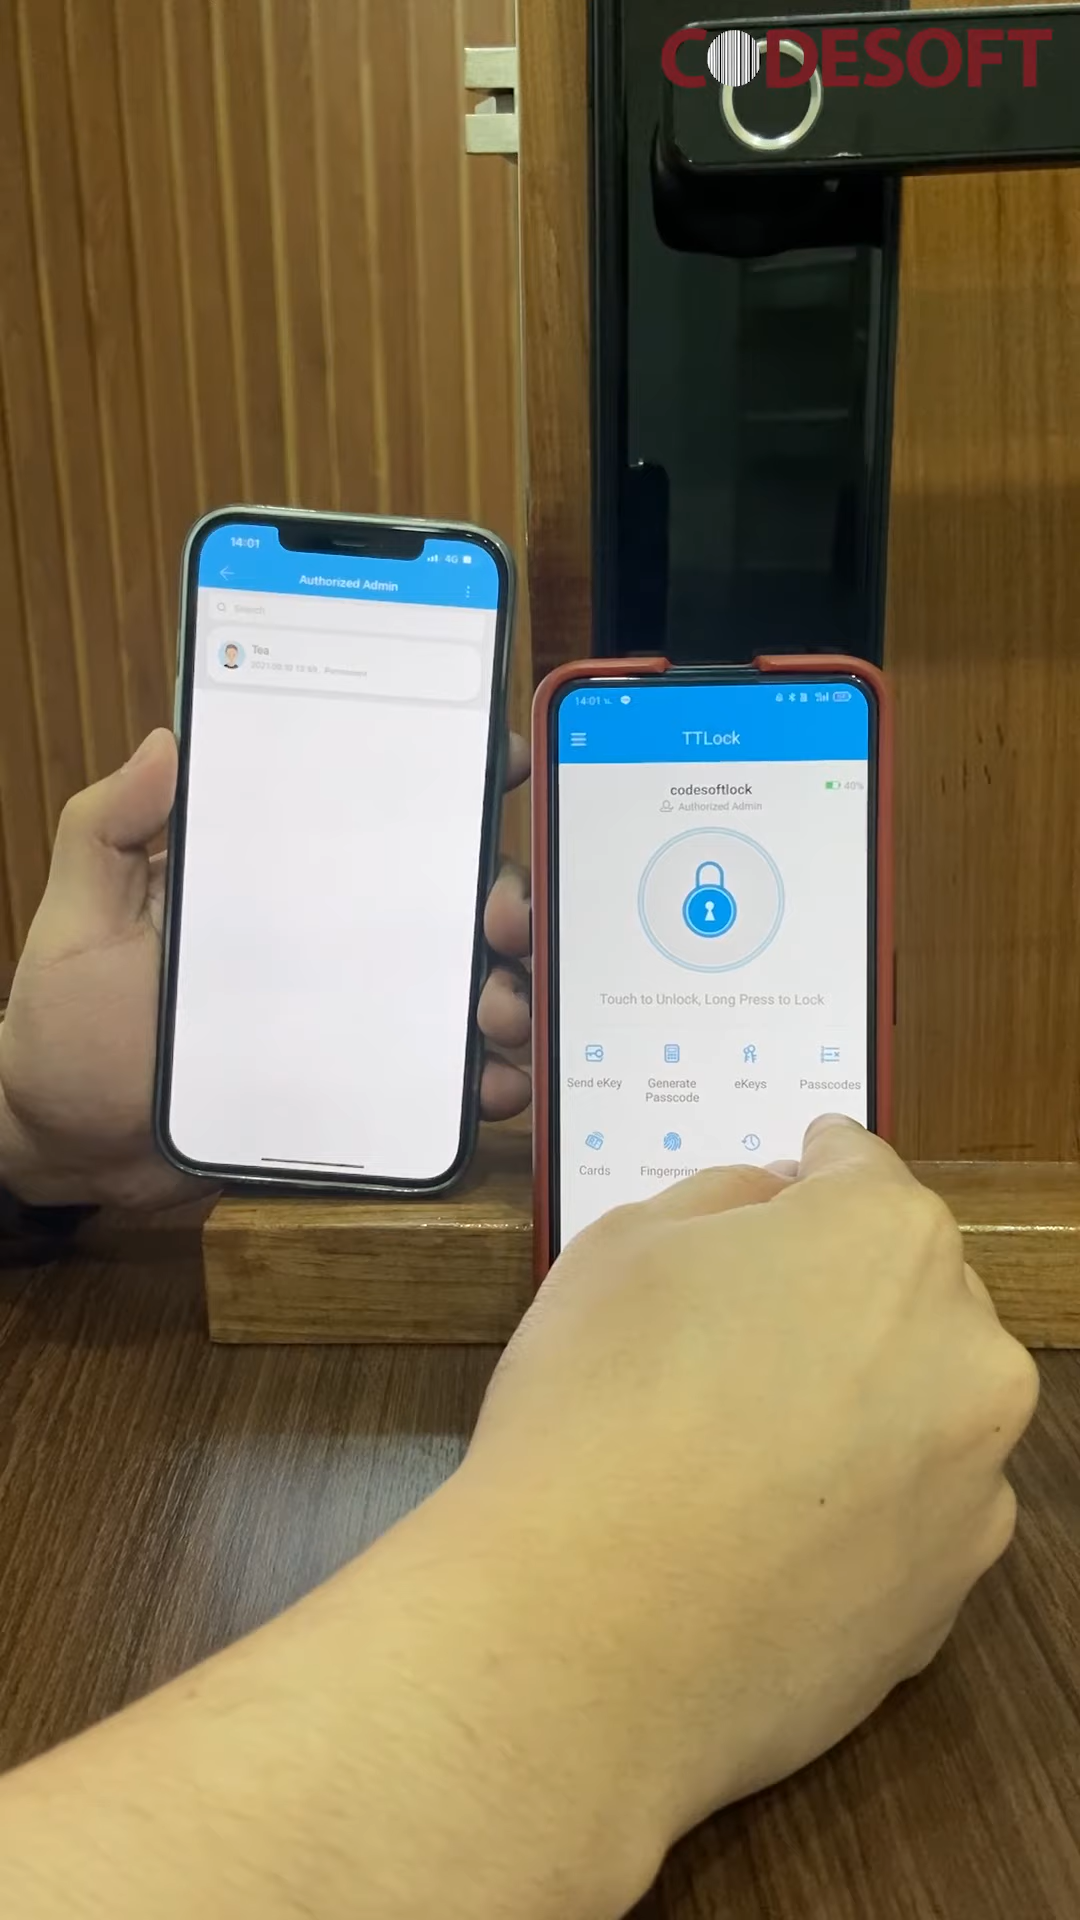 CODESOFT
14:01
4G
Authorized Admin
Search
Tea
14:01
TTLock
codesoftlock
40%
Authorized Admin
Touch to Unlock, Long Press to Lock
Send eKey
Generate Passcode
eKeys
Passcodes
Cards